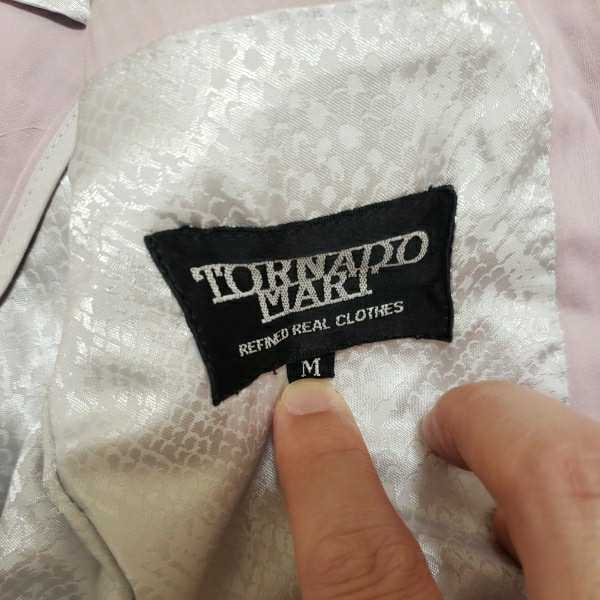 TORNADO
MART
REFINED REAL CLOTHES
M